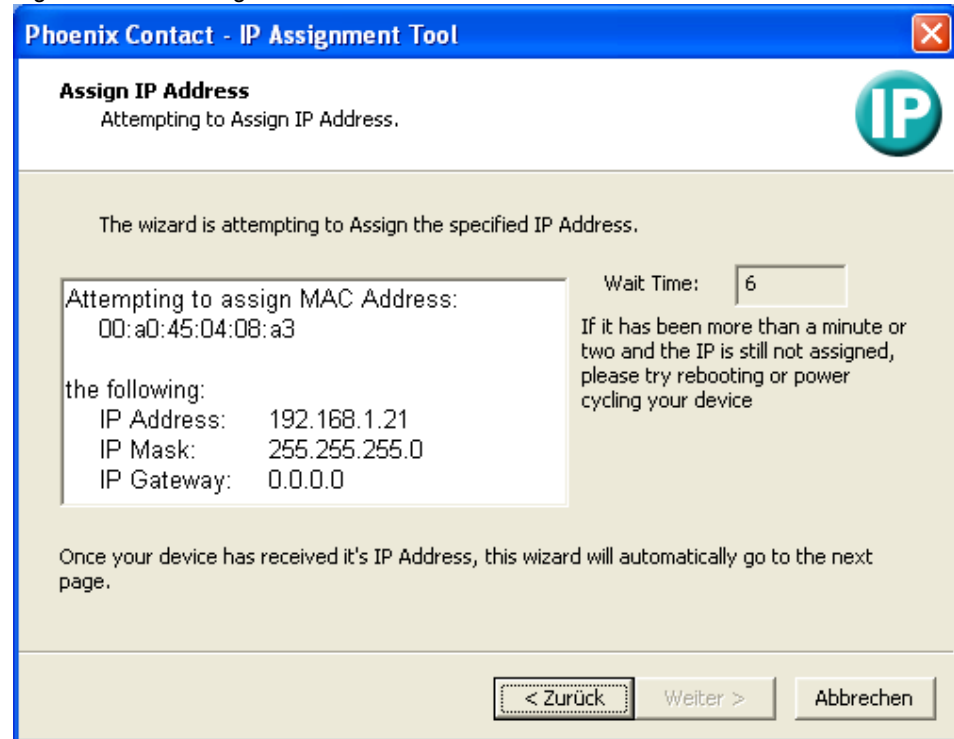 Phoenix Contact - IP Assignment Tool
Assign IP Address
Attempting to Assign IP Address.
IP
The wizard is attempting to Assign the specified IP Address.
Attempting to assign MAC Address:
00:a0:45:04:08:a3
the following:
IP Address: 192.168.1.21
IP Mask: 255.255.255.0
IP Gateway: 0.0.0.0
Wait Time: 6
If it has been more than a minute or
two and the IP is still not assigned,
please try rebooting or power
cycling your device
Once your device has received it's IP Address, this wizard will automatically go to the next
page.
< Zurück Weiter > Abbrechen